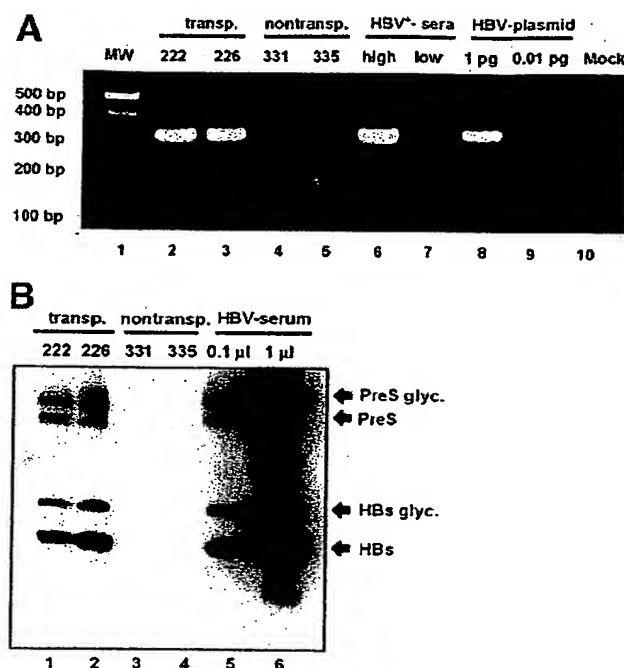 A
transp. nontransp. HBV+- sera HBV-plasmid
MW 222 226 331 335 high low 1 pg 0.01 pg Mock
500 bp
400 bp
300 bp
200 bp
100 bp
1 2 3 4 5 6 7 8 9 10
B
transp. nontransp. HBV-serum
222 226 331 335 0.1 µl 1 µl
PreS glyc.
PreS
HBs glyc.
HBs
1 2 3 4 5 6